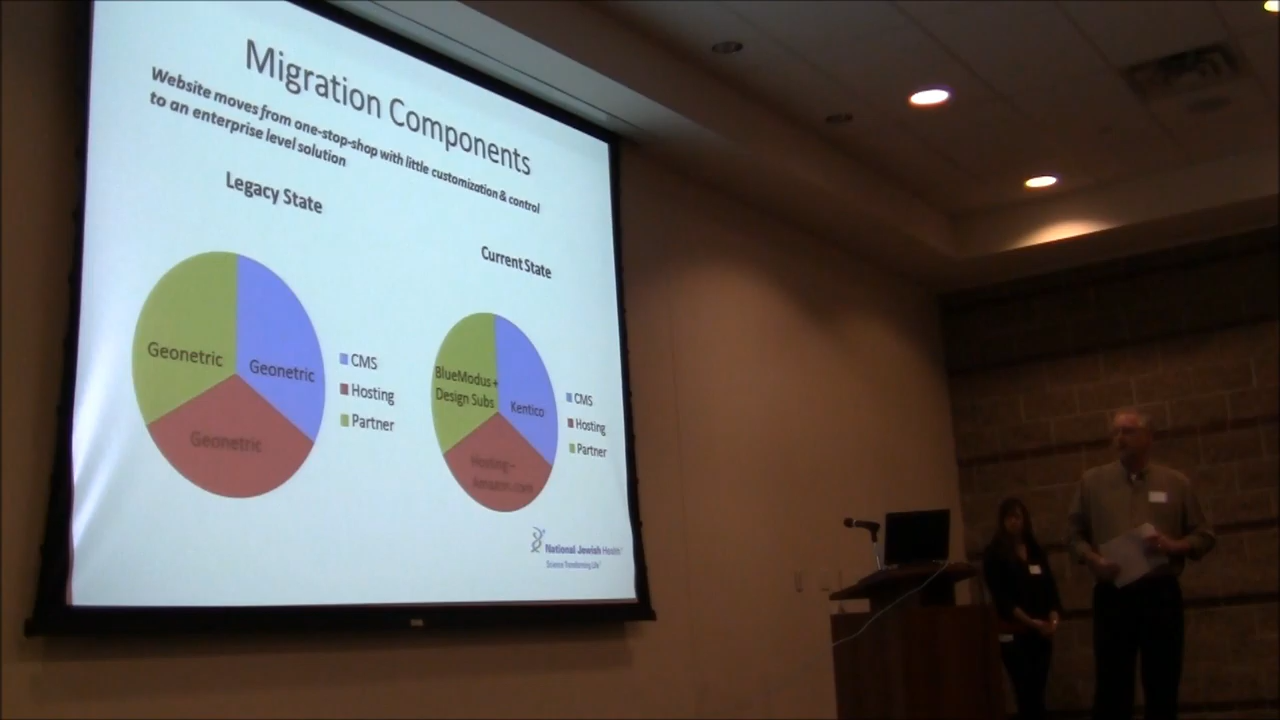 Migration Components
Website moves from one-stop-shop with little customization & control
to an enterprise level solution
Legacy State
Geonetric
Geonetric
Geonetric
CMS
Hosting
Partner
Current State
BlueModus +
Design Subs
Kentico
Hosting –
Amazon.com
CMS
Hosting
Partner
National Jewish Health
Science Transforming Life